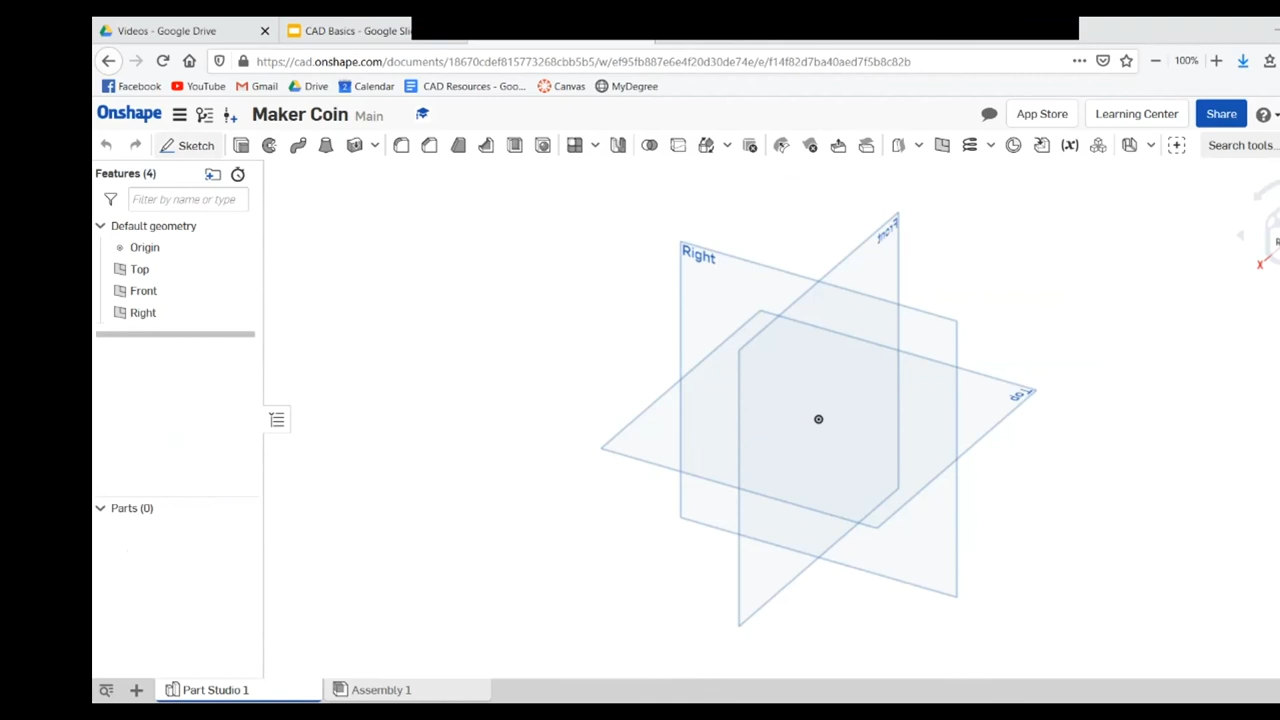 Videos - Google Drive
CAD Basics - Google Sli
https://cad.onshape.com/documents/18670cdef815773268cbb5b5/w/ef95fb887e6e4f20d30de74e/e/f14f82d7ba40aed7f5b8c82b
100%
Facebook YouTube Gmail Drive Calendar CAD Resources - Goo... Canvas MyDegree
Onshape Maker Coin Main App Store Learning Center Share
Sketch (x) Search tools...
Features (4)
Filter by name or type
Default geometry
Origin
Top
Front
Right
Parts (0)
Right
Front
Top
X
Part Studio 1
Assembly 1